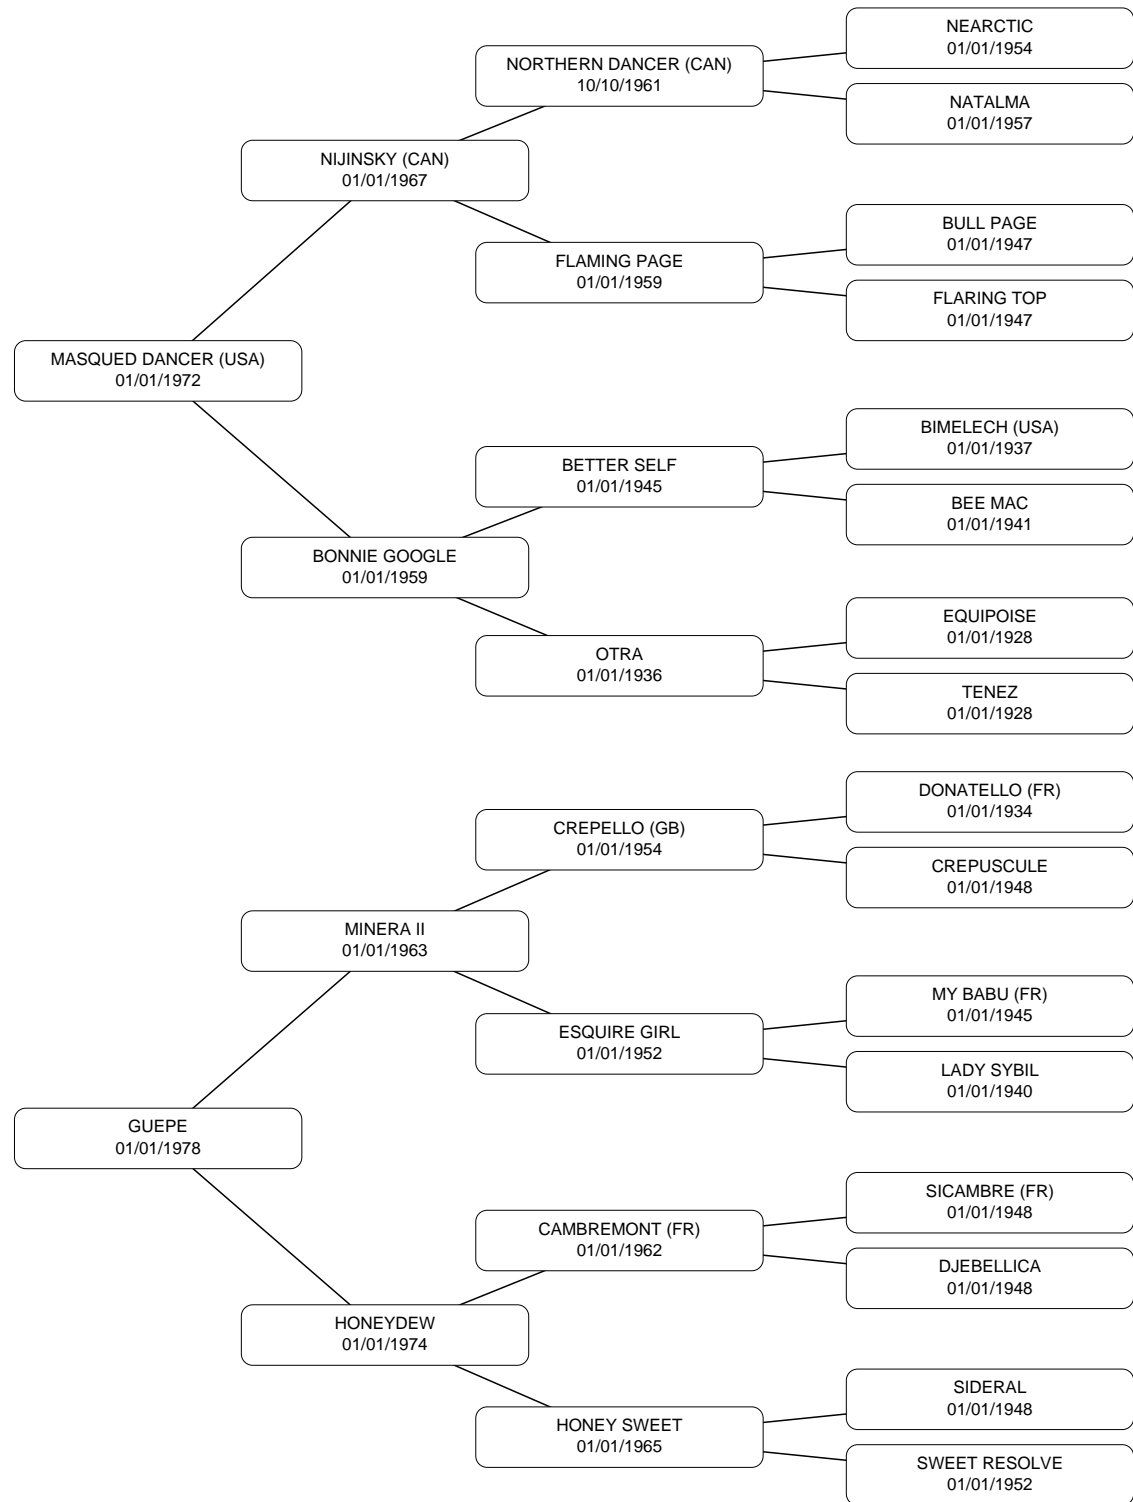 NEARCTIC
01/01/1954
NORTHERN DANCER (CAN)
10/10/1961
NATALMA
01/01/1957
NIJINSKY (CAN)
01/01/1967
BULL PAGE
01/01/1947
FLAMING PAGE
01/01/1959
FLARING TOP
01/01/1947
MASQUED DANCER (USA)
01/01/1972
BIMELECH (USA)
01/01/1937
BETTER SELF
01/01/1945
BEE MAC
01/01/1941
BONNIE GOOGLE
01/01/1959
EQUIPOISE
01/01/1928
OTRA
01/01/1936
TENEZ
01/01/1928
DONATELLO (FR)
01/01/1934
CREPELLO (GB)
01/01/1954
CREPUSCULE
01/01/1948
MINERA II
01/01/1963
MY BABU (FR)
01/01/1945
ESQUIRE GIRL
01/01/1952
LADY SYBIL
01/01/1940
GUEPE
01/01/1978
SICAMBRE (FR)
01/01/1948
CAMBREMONT (FR)
01/01/1962
DJEBELLICA
01/01/1948
HONEYDEW
01/01/1974
SIDERAL
01/01/1948
HONEY SWEET
01/01/1965
SWEET RESOLVE
01/01/1952